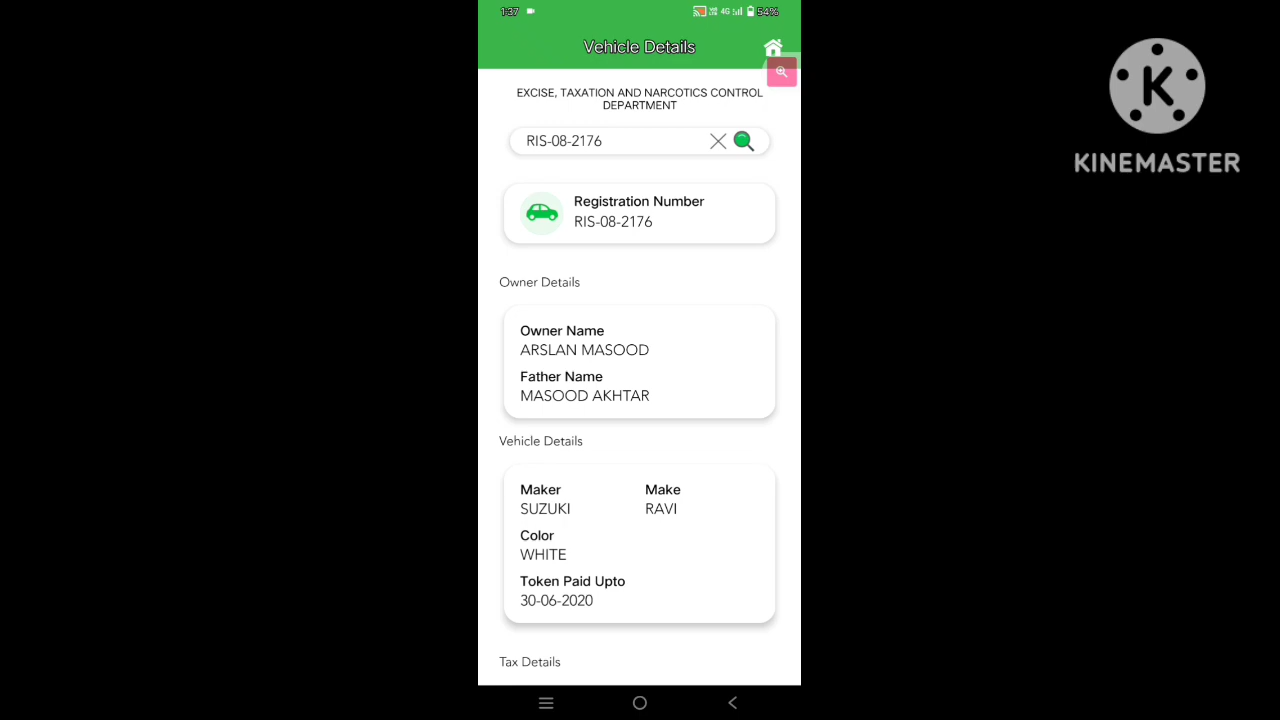 1:37
4G
54%
Vehicle Details
EXCISE, TAXATION AND NARCOTICS CONTROL
DEPARTMENT
RIS-08-2176
Registration Number
RIS-08-2176
Owner Details
Owner Name
ARSLAN MASOOD
Father Name
MASOOD AKHTAR
Vehicle Details
Maker
Make
SUZUKI
RAVI
Color
WHITE
Token Paid Upto
30-06-2020
Tax Details
K
KINEMASTER